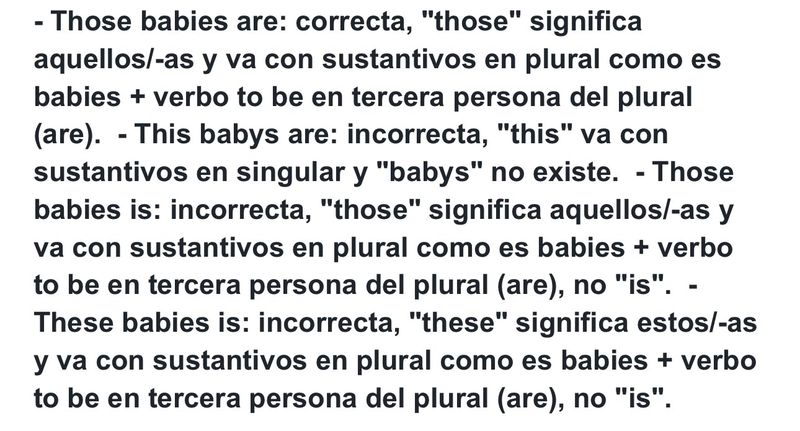 - Those babies are: correcta, "those" significa
aquellos/-as y va con sustantivos en plural como es
babies + verbo to be en tercera persona del plural
(are).  - This babys are: incorrecta, "this" va con
sustantivos en singular y "babys" no existe.  - Those
babies is: incorrecta, "those" significa aquellos/-as y
va con sustantivos en plural como es babies + verbo
to be en tercera persona del plural (are), no "is".  -
These babies is: incorrecta, "these" significa estos/-as
y va con sustantivos en plural como es babies + verbo
to be en tercera persona del plural (are), no "is".